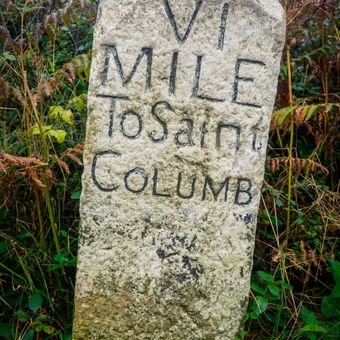 VI
MILE
To Saint
COLUMB